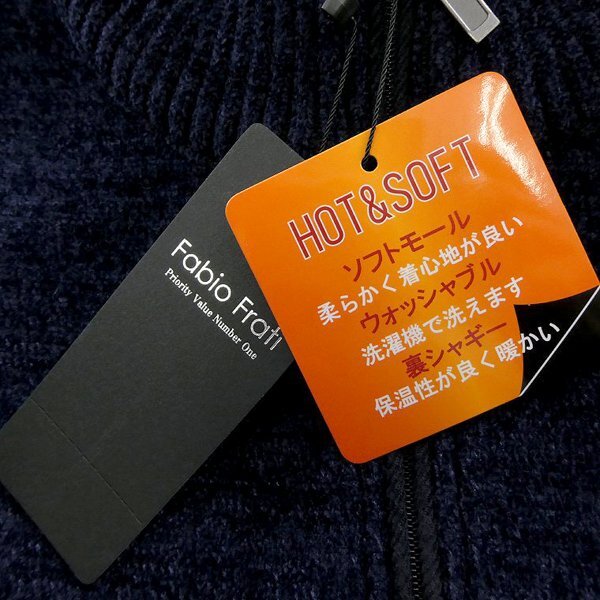 Fabio Frati
Priority Value Number One
HOT&SOFT
ソフトモール
柔らかく着心地が良い
ウォッシャブル
洗濯機で洗えます
裏シャギー
保温性が良く暖かい